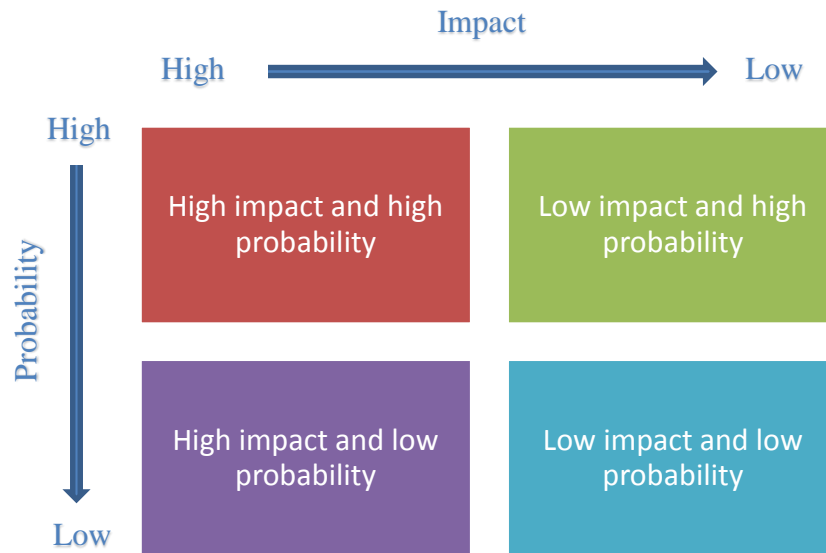 Impact
High
Low
High
Probability
Low
High impact and high
probability
Low impact and high
probability
High impact and low
probability
Low impact and low
probability